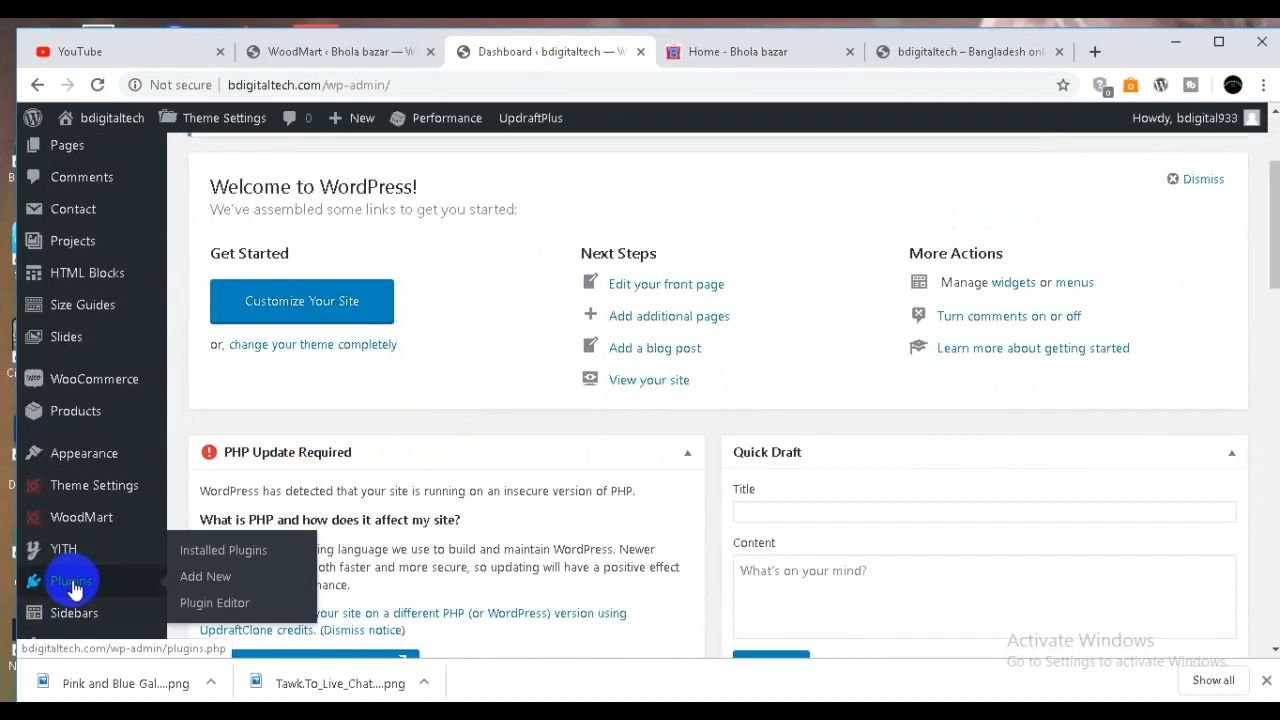 YouTube
WoodMart ‹ Bhola bazar — W
Dashboard ‹ bdigitaltech — W
Home - Bhola bazar
bdigitaltech – Bangladesh onl
Not secure
bdigitaltech.com/wp-admin/
0
bdigitaltech
Theme Settings
0
New
Performance
UpdraftPlus
Howdy, bdigital933
Pages
Comments
Contact
Projects
HTML Blocks
Size Guides
Slides
WooCommerce
Products
Appearance
Theme Settings
WoodMart
YITH
Plugins
Sidebars
Installed Plugins
Add New
Plugin Editor
bdigitaltech.com/wp-admin/plugins.php
Welcome to WordPress!
We've assembled some links to get you started:
Dismiss
Get Started
Customize Your Site
or, change your theme completely
Next Steps
Edit your front page
Add additional pages
Add a blog post
View your site
More Actions
Manage widgets or menus
Turn comments on or off
Learn more about getting started
PHP Update Required
WordPress has detected that your site is running on an insecure version of PHP.
What is PHP and how does it affect my site?
language we use to build and maintain WordPress. Newer
faster and more secure, so updating will have a positive effect
your site on a different PHP (or WordPress) version using
UpdraftClone credits. (Dismiss notice)
Quick Draft
Title
Content
What's on your mind?
Activate Windows
Go to Settings to activate Windows.
Pink and Blue Gal....png
Tawk.To_Live_Chat....png
Show all